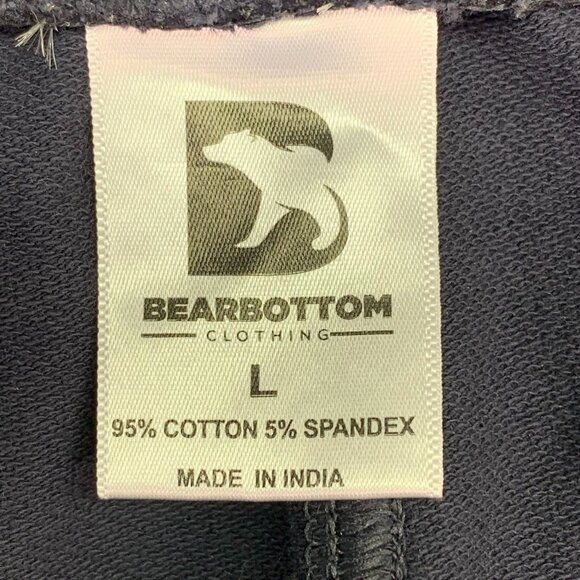 B
BEARBOTTOM
CLOTHING
L
95% COTTON 5% SPANDEX
MADE IN INDIA